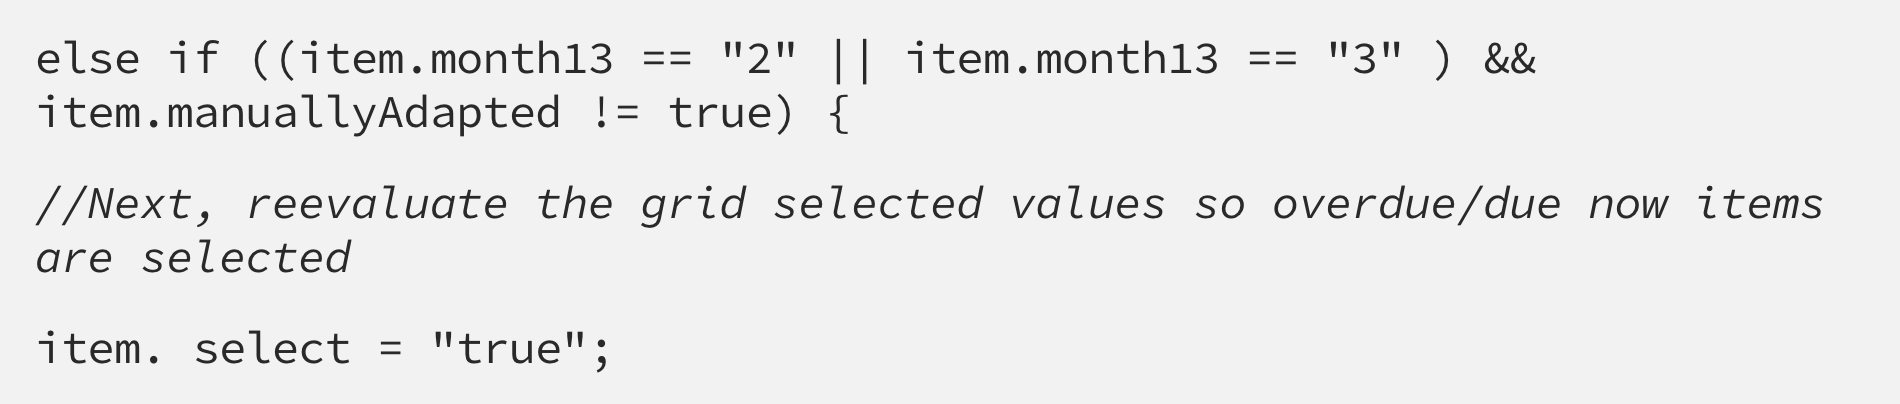 else if ((item.month13 == "2" || item.month13 == "3" ) &&
item.manuallyAdapted != true) {
//Next, reevaluate the grid selected values so overdue/due now items
are selected
item. select = "true";